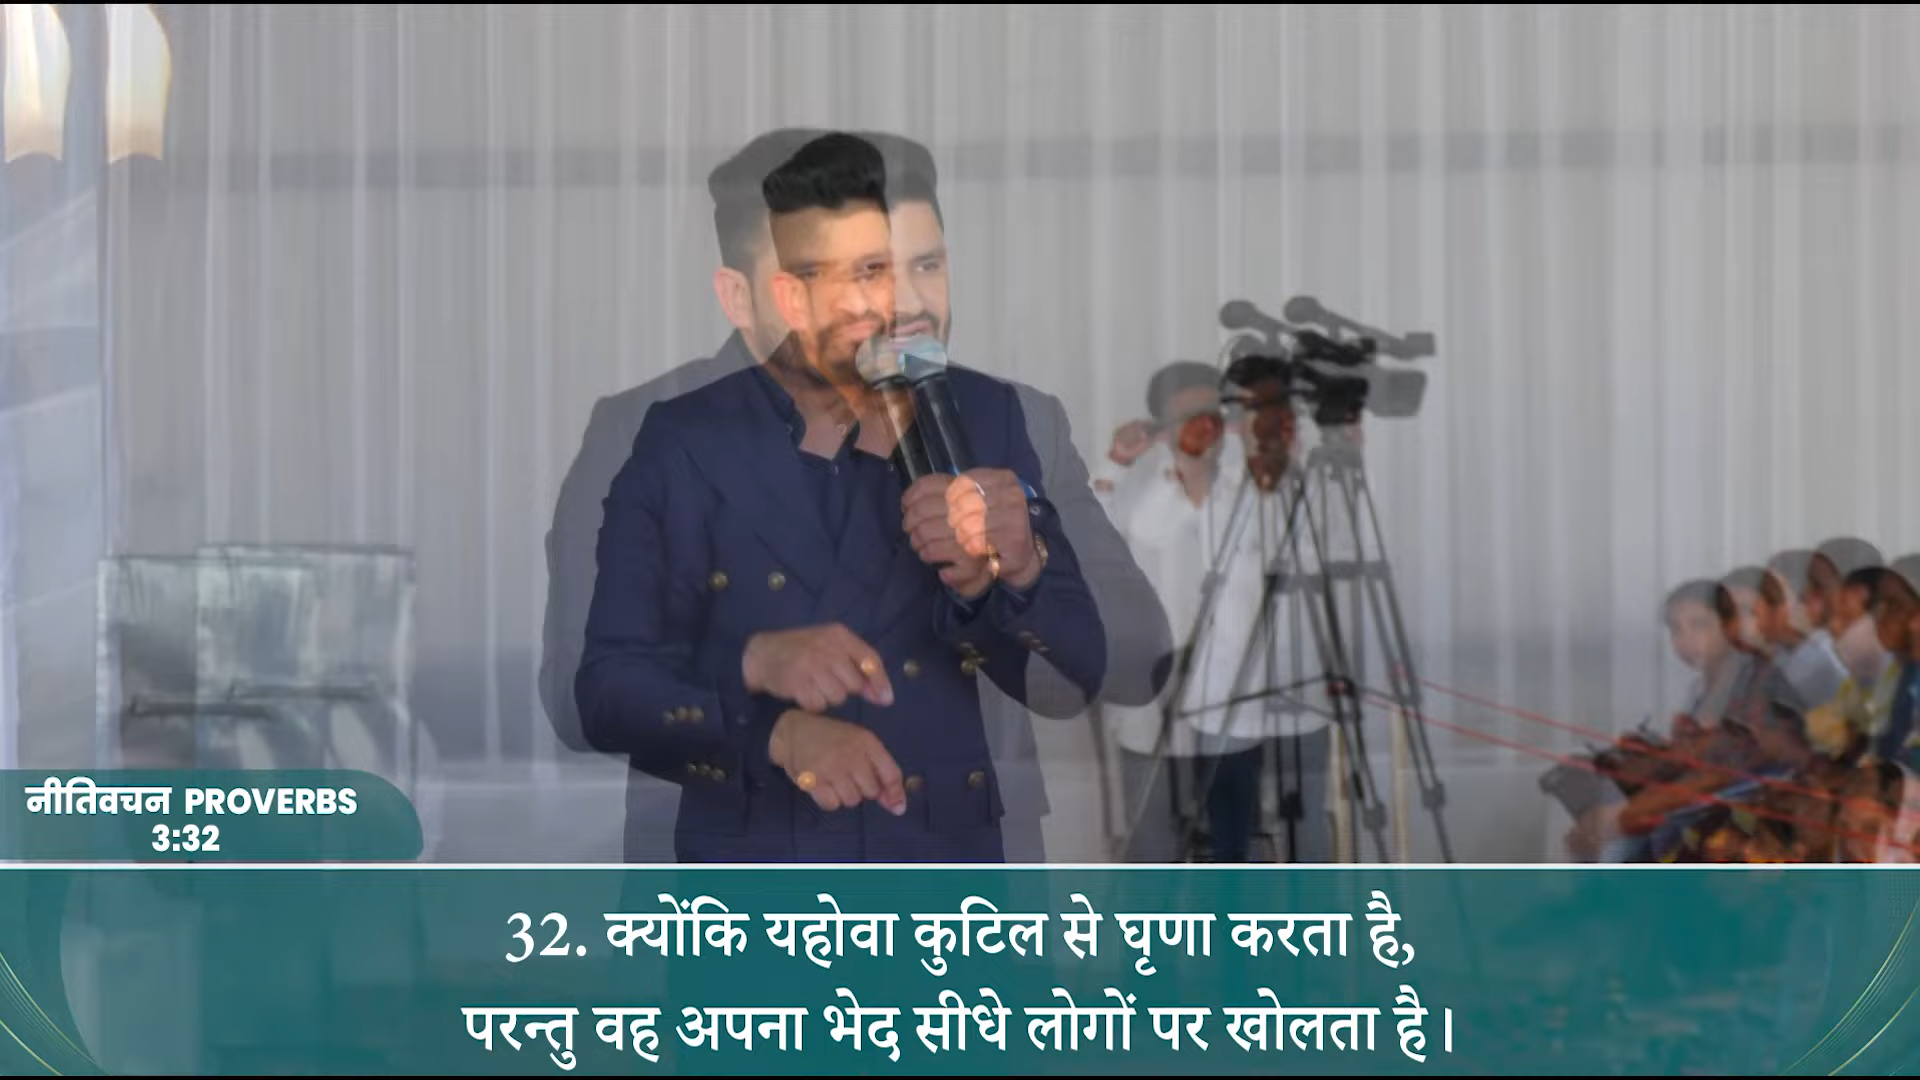 नीतिवचन PROVERBS
3:32
32. क्योंकि यहोवा कुटिल से घृणा करता है,
परन्तु वह अपना भेद सीधे लोगों पर खोलता है।